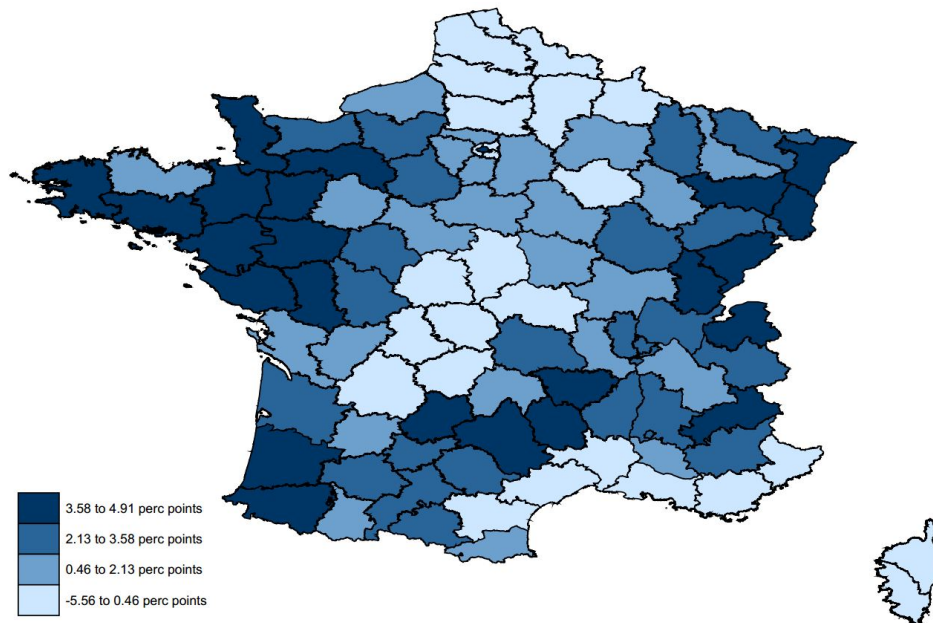 3.58 to 4.91 perc points
2.13 to 3.58 perc points
0.46 to 2.13 perc points
-5.56 to 0.46 perc points